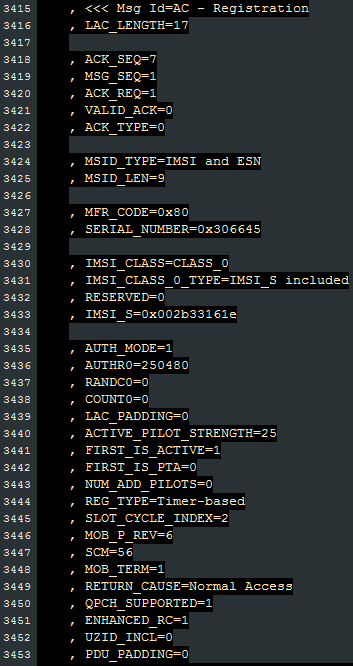 3415 , <<< Msg Id=AC - Registration
3416 , LAC_LENGTH=17
3417
3418 , ACK_SEQ=7
3419 , MSG_SEQ=1
3420 , ACK_REQ=1
3421 , VALID_ACK=0
3422 , ACK_TYPE=0
3423
3424 , MSID_TYPE=IMSI and ESN
3425 , MSID_LEN=9
3426
3427 , MFR_CODE=0x80
3428 , SERIAL_NUMBER=0x306645
3429
3430 , IMSI_CLASS=CLASS_0
3431 , IMSI_CLASS_0_TYPE=IMSI_S included
3432 , RESERVED=0
3433 , IMSI_S=0x002b33161e
3434
3435 , AUTH_MODE=1
3436 , AUTHR0=250480
3437 , RANDC0=0
3438 , COUNT0=0
3439 , LAC_PADDING=0
3440 , ACTIVE_PILOT_STRENGTH=25
3441 , FIRST_IS_ACTIVE=1
3442 , FIRST_IS_PTA=0
3443 , NUM_ADD_PILOTS=0
3444 , REG_TYPE=Timer-based
3445 , SLOT_CYCLE_INDEX=2
3446 , MOB_P_REV=6
3447 , SCM=56
3448 , MOB_TERM=1
3449 , RETURN_CAUSE=Normal Access
3450 , QPCH_SUPPORTED=1
3451 , ENHANCED_RC=1
3452 , UZID_INCL=0
3453 , PDU_PADDING=0